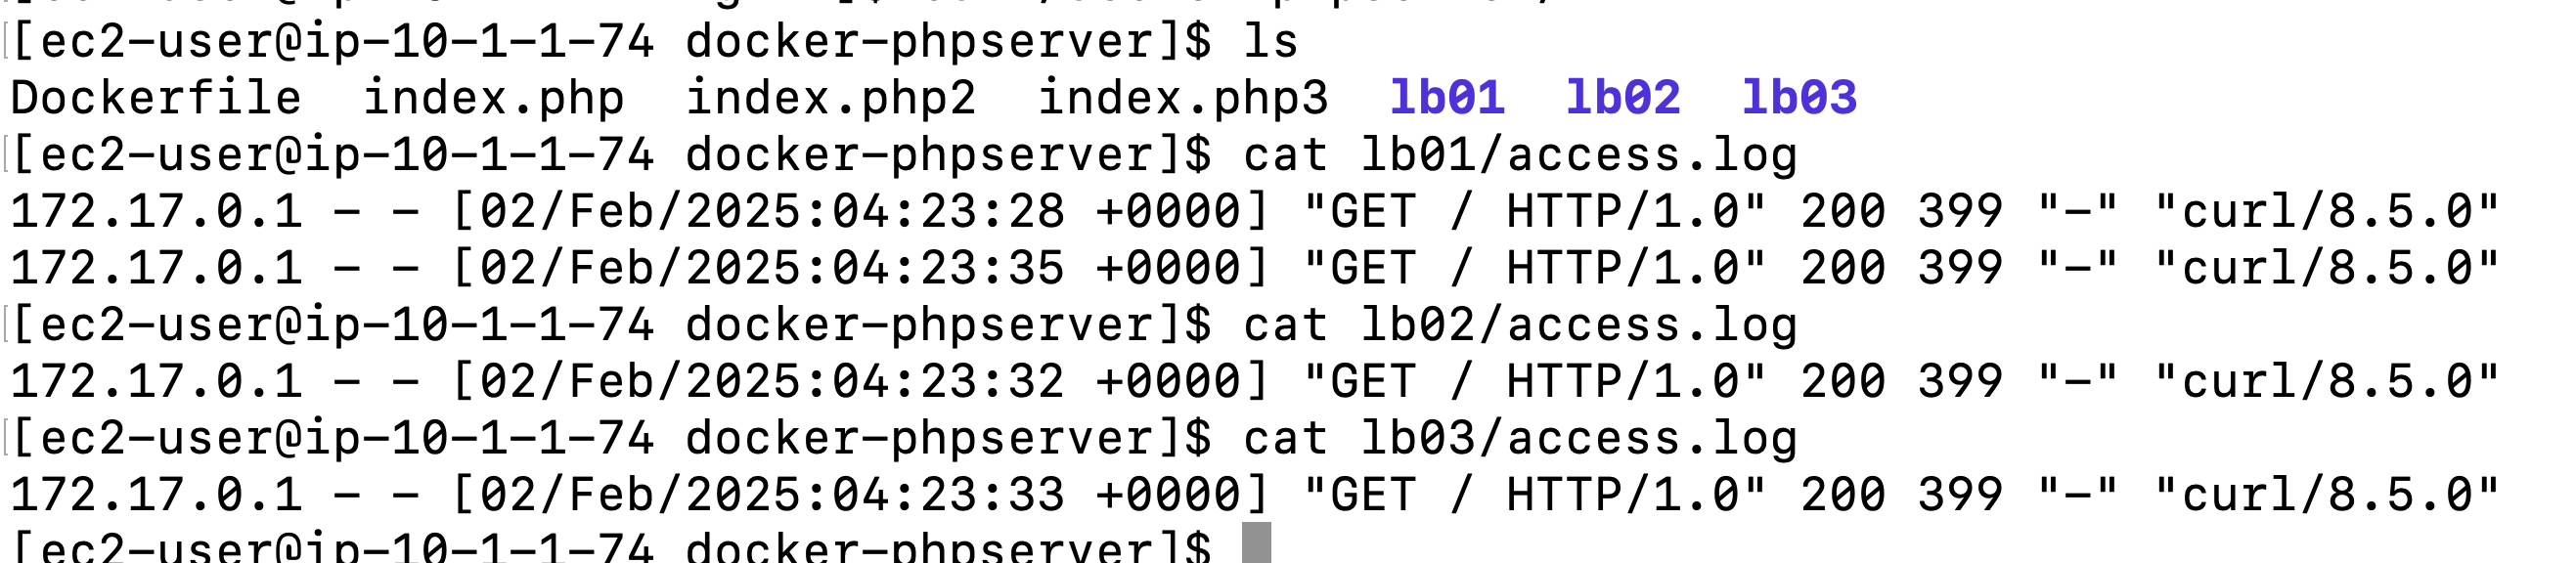 [ec2-user@ip-10-1-1-74 docker-phpserver]$ ls
Dockerfile  index.php  index.php2  index.php3  lb01  lb02  lb03
[ec2-user@ip-10-1-1-74 docker-phpserver]$ cat lb01/access.log
172.17.0.1 - - [02/Feb/2025:04:23:28 +0000] "GET / HTTP/1.0" 200 399 "-" "curl/8.5.0"
172.17.0.1 - - [02/Feb/2025:04:23:35 +0000] "GET / HTTP/1.0" 200 399 "-" "curl/8.5.0"
[ec2-user@ip-10-1-1-74 docker-phpserver]$ cat lb02/access.log
172.17.0.1 - - [02/Feb/2025:04:23:32 +0000] "GET / HTTP/1.0" 200 399 "-" "curl/8.5.0"
[ec2-user@ip-10-1-1-74 docker-phpserver]$ cat lb03/access.log
172.17.0.1 - - [02/Feb/2025:04:23:33 +0000] "GET / HTTP/1.0" 200 399 "-" "curl/8.5.0"
[ec2-user@ip-10-1-1-74 docker-phpserver]$